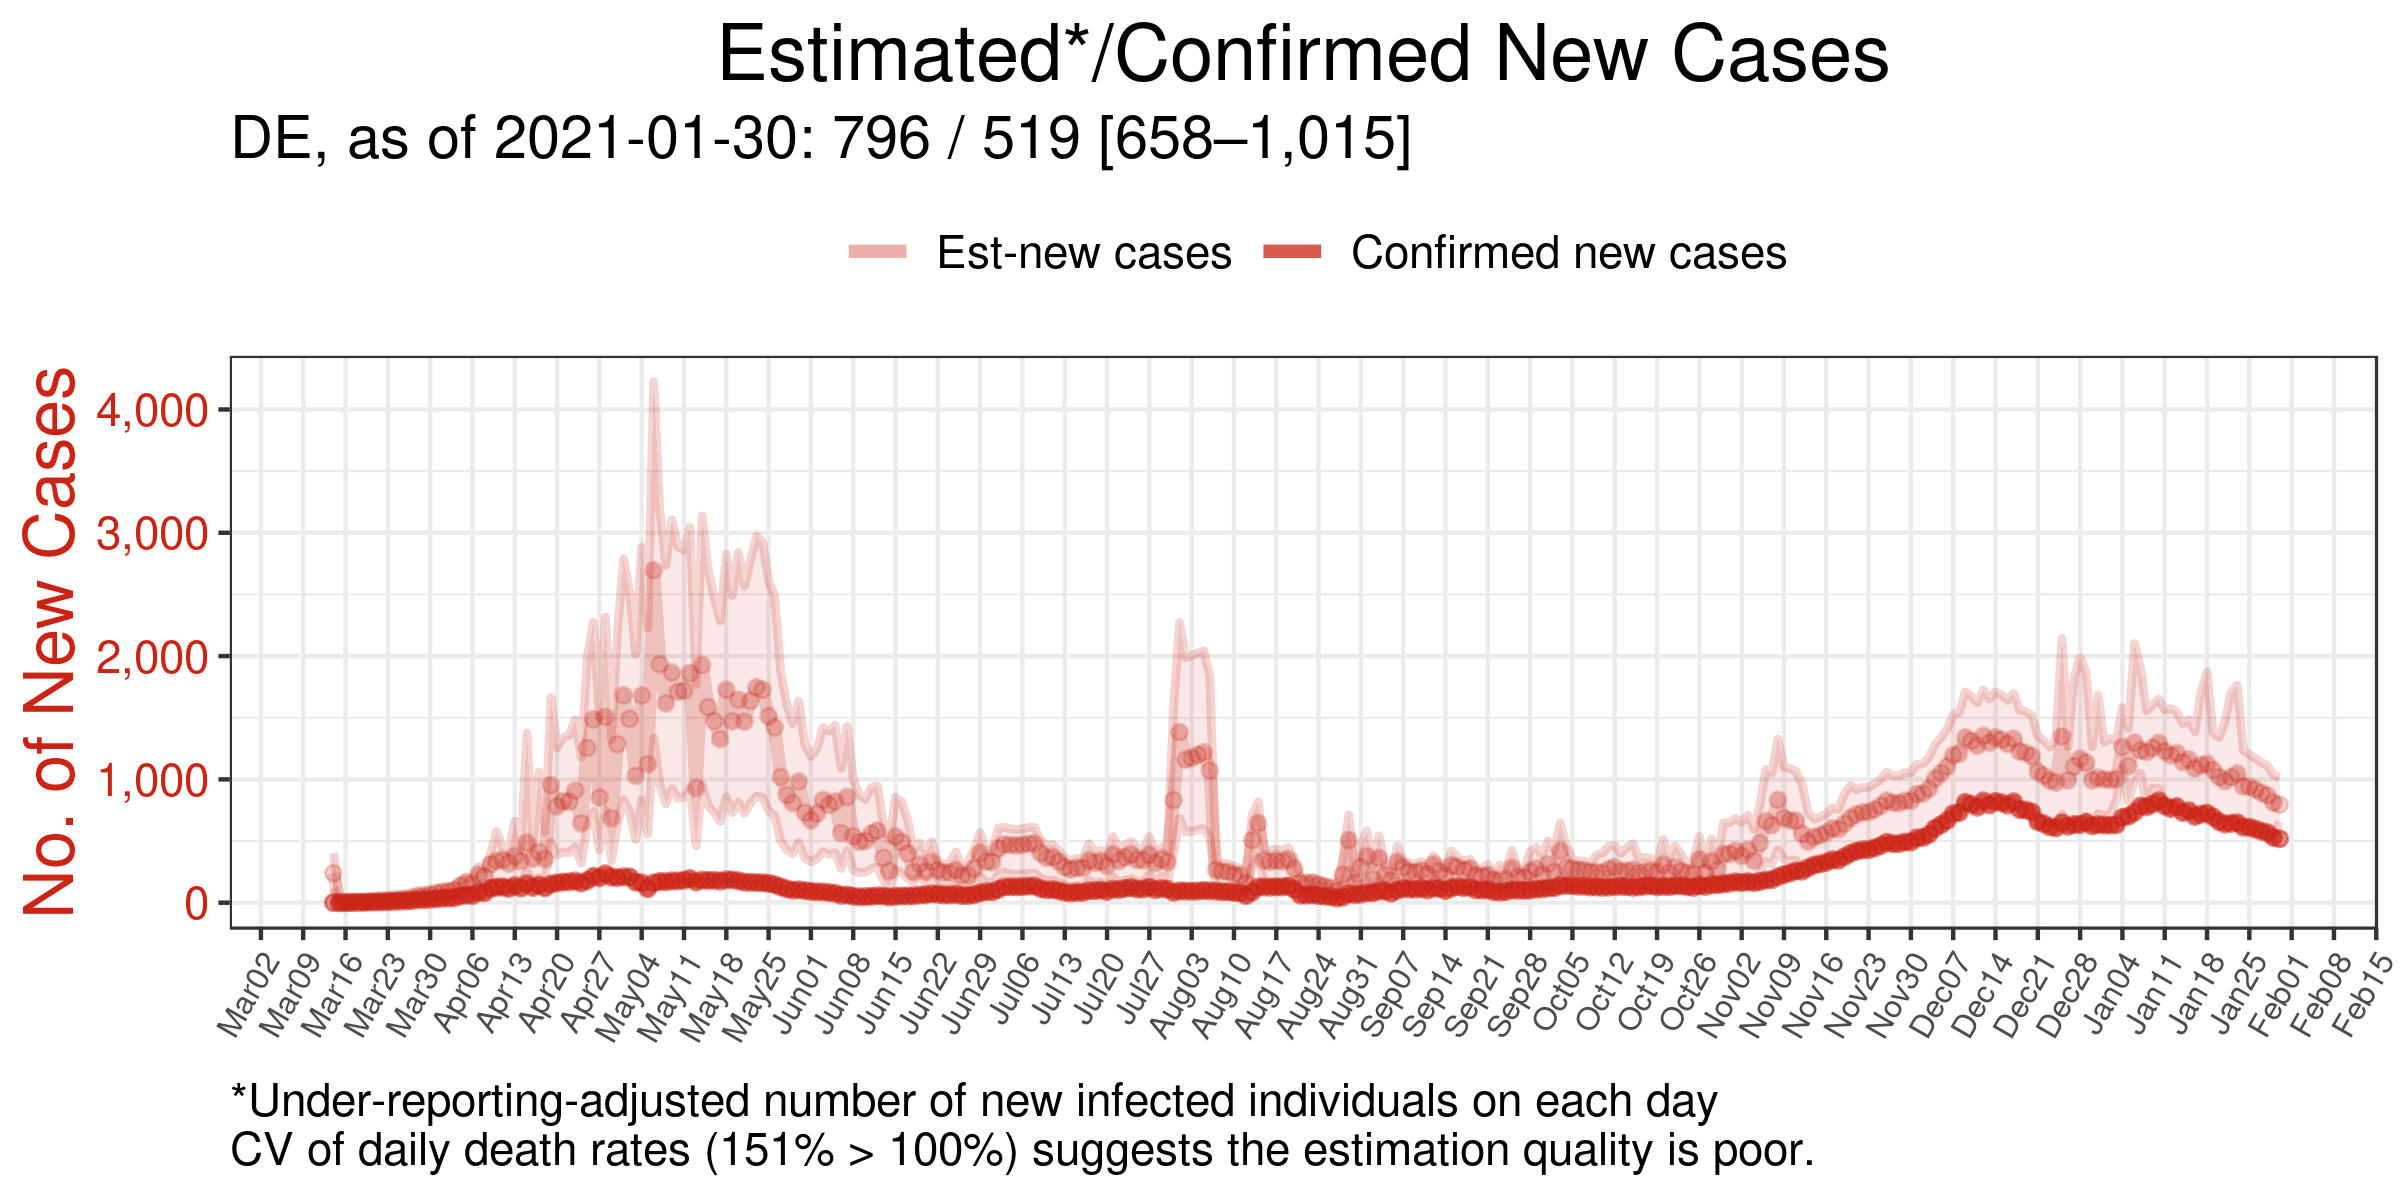 Estimated*/Confirmed New Cases
DE, as of 2021-01-30: 796 / 519 [658–1,015]
Est-new cases
Confirmed new cases
No. of New Cases
4,000
3,000
2,000
1,000
0
Mar02
Mar09
Mar16
Mar23
Mar30
Apr06
Apr13
Apr20
Apr27
May04
May11
May18
May25
Jun01
Jun08
Jun15
Jun22
Jun29
Jul06
Jul13
Jul20
Jul27
Aug03
Aug10
Aug17
Aug24
Aug31
Sep07
Sep14
Sep21
Sep28
Oct05
Oct12
Oct19
Oct26
Nov02
Nov09
Nov16
Nov23
Nov30
Dec07
Dec14
Dec21
Dec28
Jan04
Jan11
Jan18
Jan25
Feb01
Feb08
Feb15
*Under-reporting-adjusted number of new infected individuals on each day
CV of daily death rates (151% > 100%) suggests the estimation quality is poor.